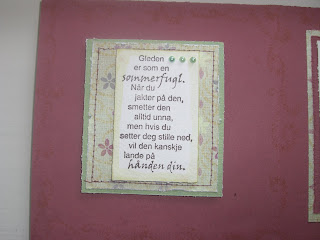 Gleden
er som en
sommerfugl.
Når du
jakter på den,
smetter den
alltid unna,
men hvis du
setter deg stille ned,
vil den kanskje
lande på
hånden din.